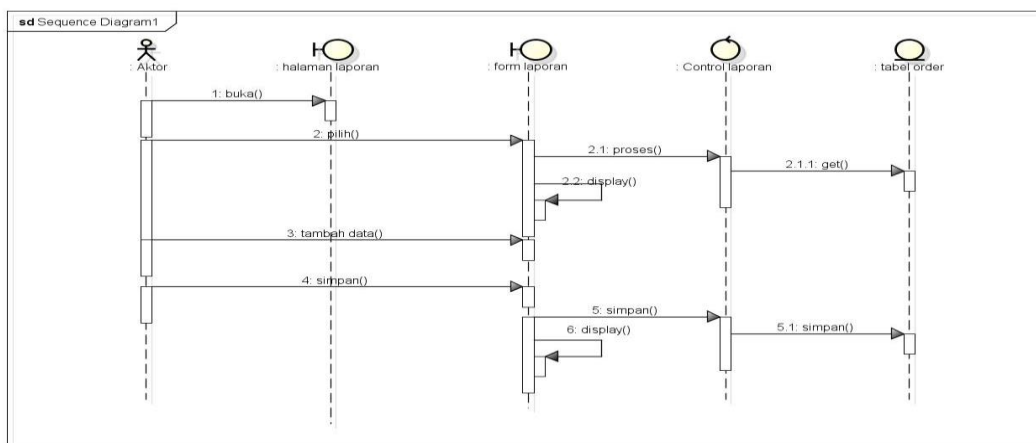 sd Sequence Diagram1
: Aktor
: halaman laporan
: form laporan
: Control laporan
: tabel order
1: buka()
2: pilih()
2.1: proses()
2.1.1: get()
2.2: display()
3: tambah data()
4: simpan()
5: simpan()
5.1: simpan()
6: display()